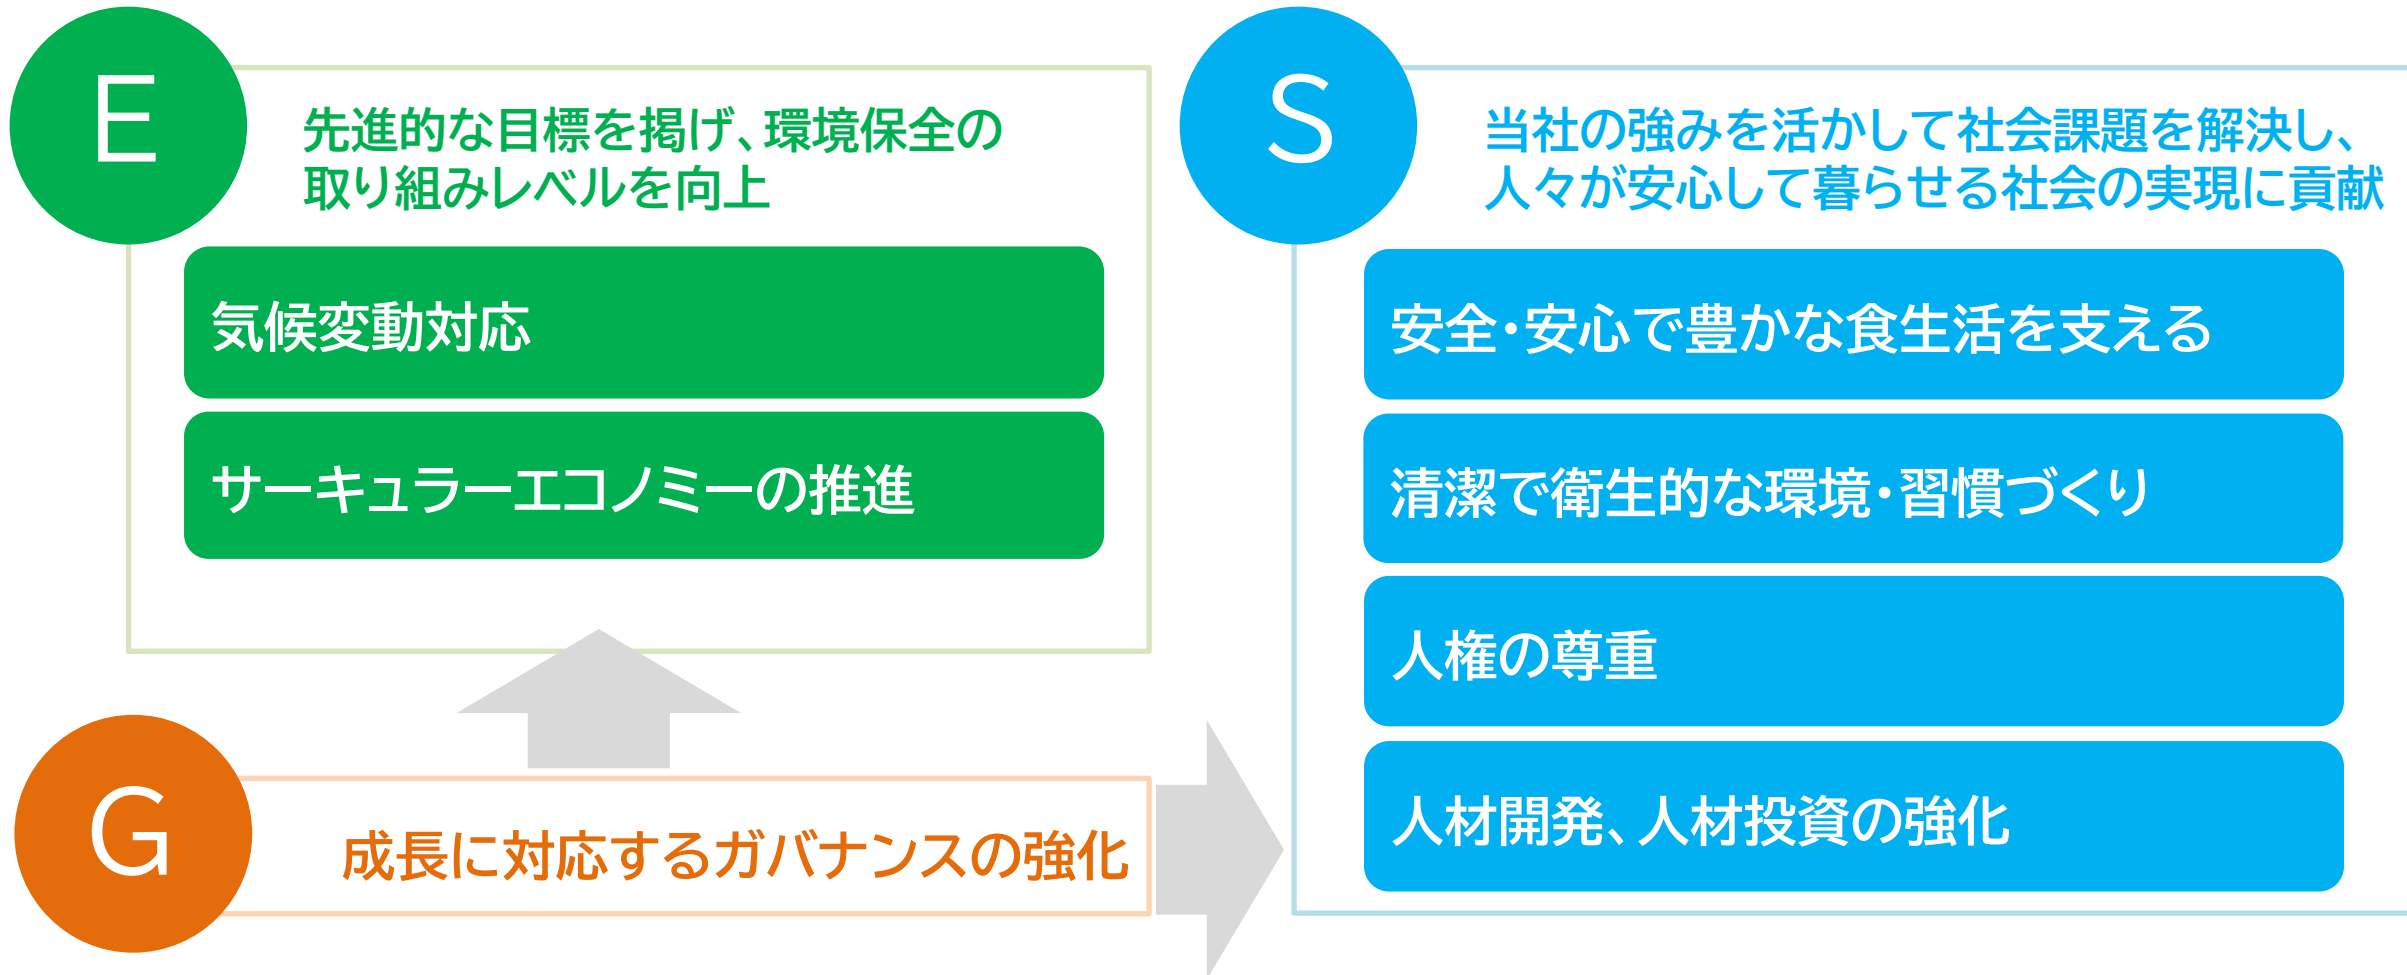 E
先進的な目標を掲げ、環境保全の
取り組みレベルを向上
気候変動対応
サーキュラーエコノミーの推進
S
当社の強みを活かして社会課題を解決し、
人々が安心して暮らせる社会の実現に貢献
安全・安心で豊かな食生活を支える
清潔で衛生的な環境・習慣づくり
人権の尊重
人材開発、人材投資の強化
G
成長に対応するガバナンスの強化